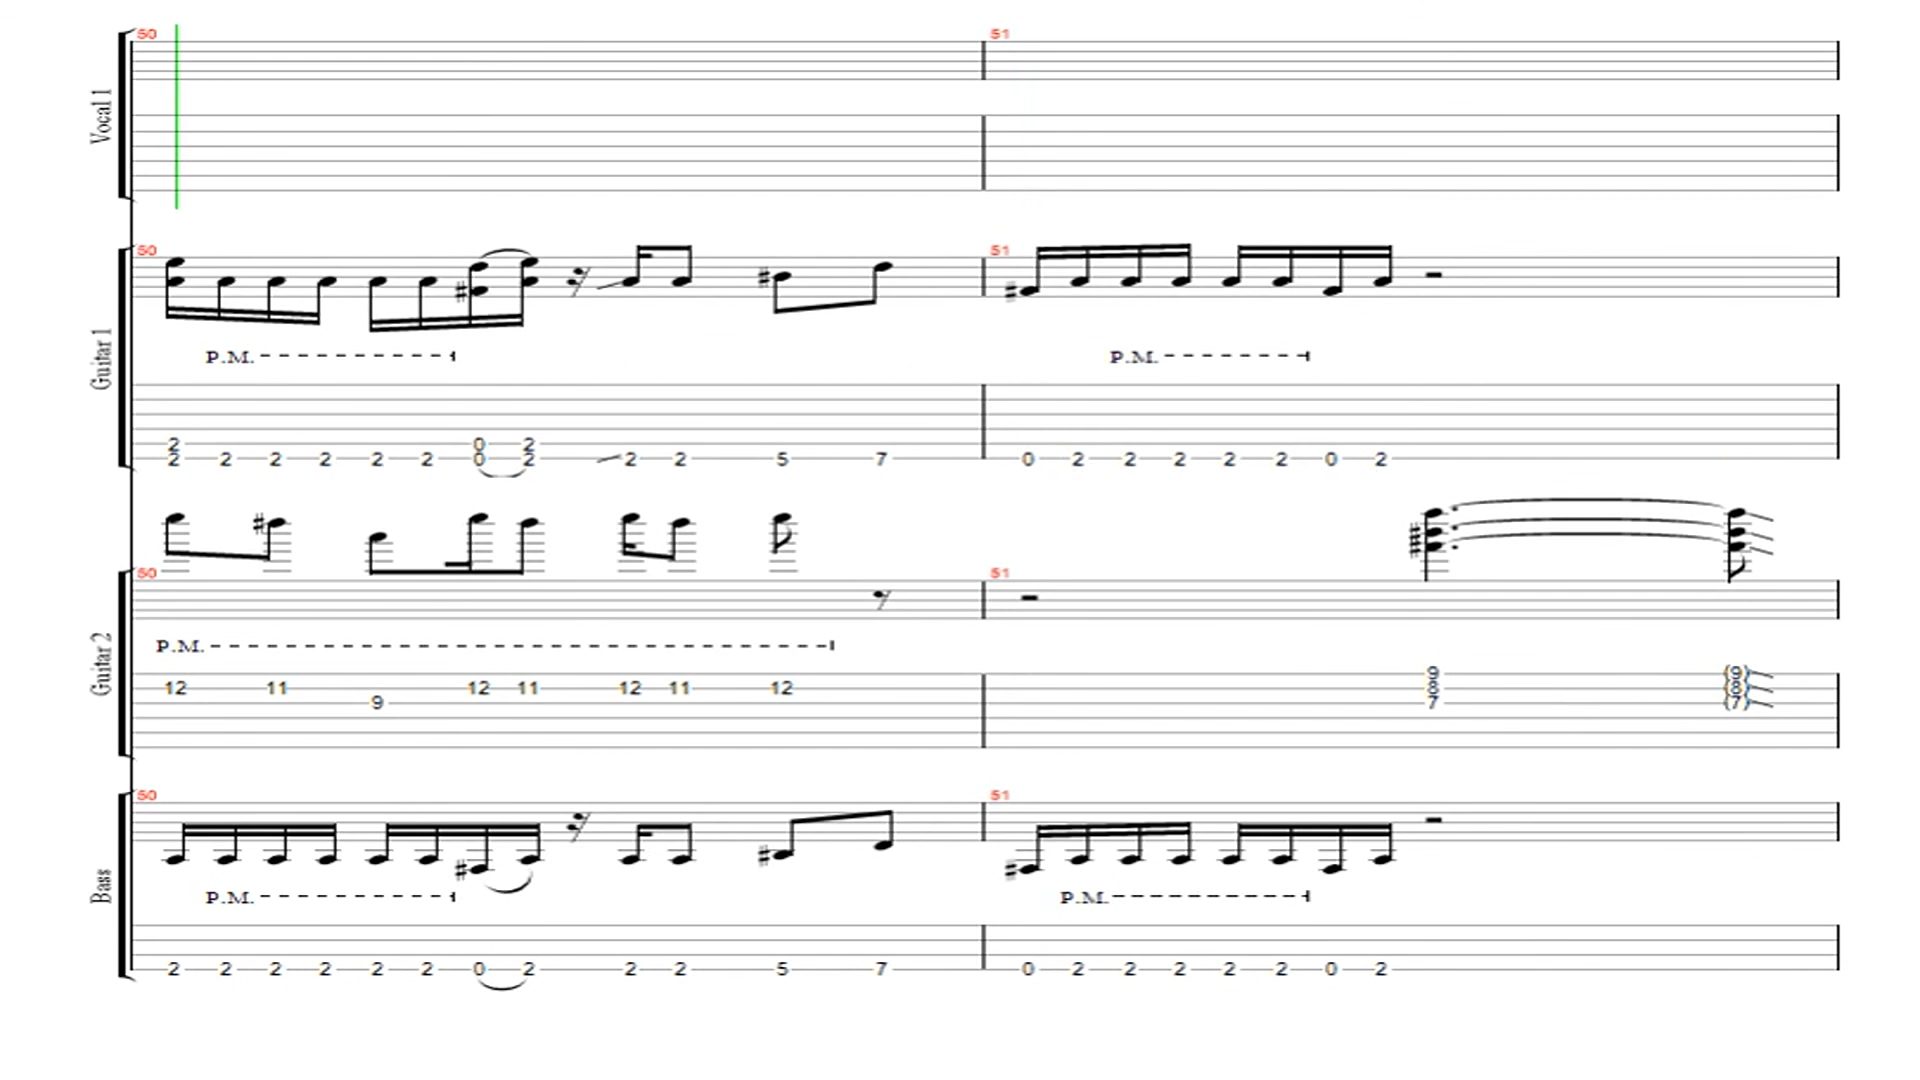 50 51
Vocal 1
50 51
P.M. P.M.
Guitar 1
2 0 2
2 2 2 2 2 2 0 2 2 2 5 7 0 2 2 2 2 2 0 2
50 51
P.M.
Guitar 2
9 (9)
12 11 12 11 12 11 12 8 (8)
9 7 (7)
50 51
P.M. P.M.
Bass
2 2 2 2 2 2 0 2 2 2 5 7 0 2 2 2 2 2 0 2